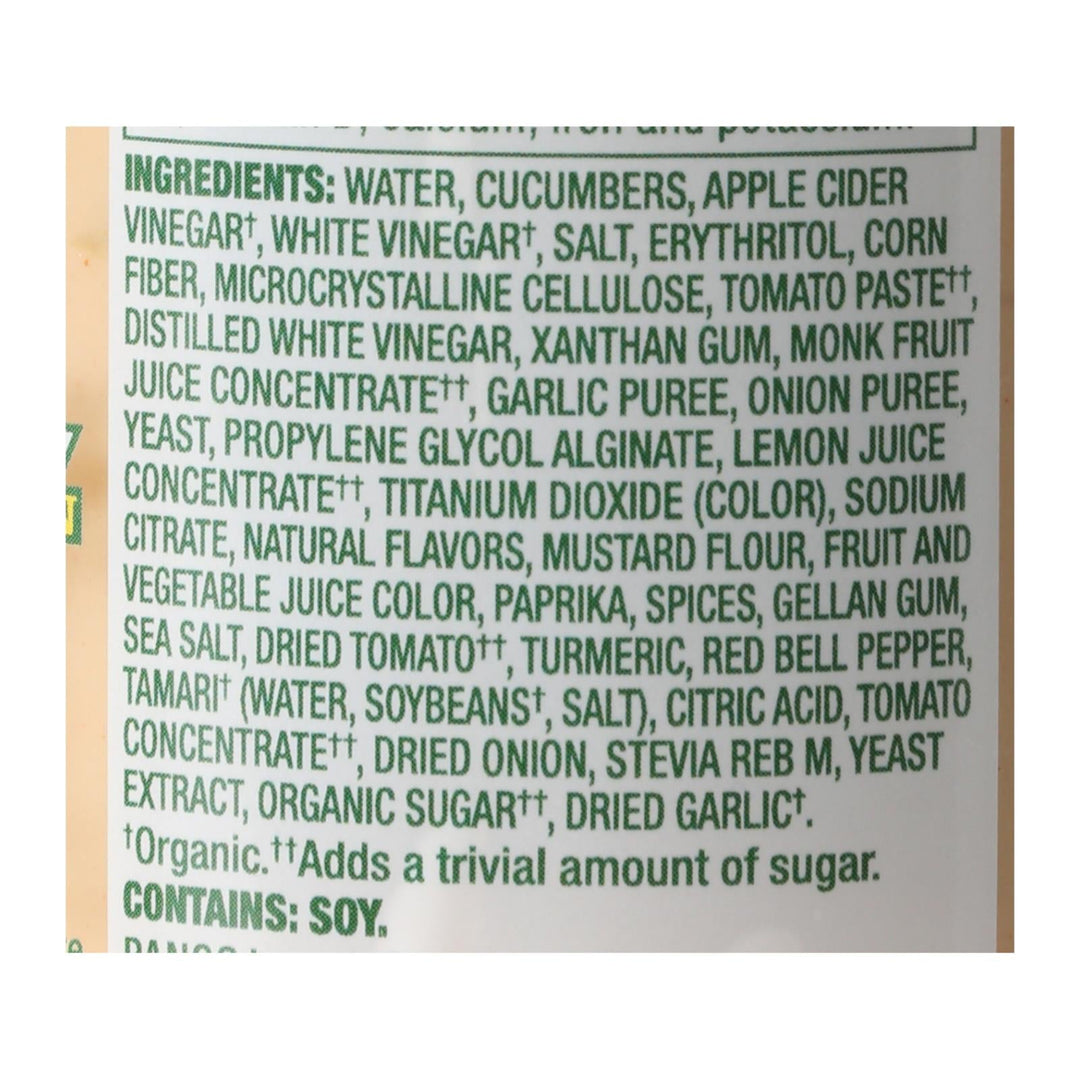 calcium, iron and potassium.
INGREDIENTS: WATER, CUCUMBERS, APPLE CIDER
VINEGAR†, WHITE VINEGAR†, SALT, ERYTHRITOL, CORN
FIBER, MICROCRYSTALLINE CELLULOSE, TOMATO PASTE††,
DISTILLED WHITE VINEGAR, XANTHAN GUM, MONK FRUIT
JUICE CONCENTRATE††, GARLIC PUREE, ONION PUREE,
YEAST, PROPYLENE GLYCOL ALGINATE, LEMON JUICE
CONCENTRATE††, TITANIUM DIOXIDE (COLOR), SODIUM
CITRATE, NATURAL FLAVORS, MUSTARD FLOUR, FRUIT AND
VEGETABLE JUICE COLOR, PAPRIKA, SPICES, GELLAN GUM,
SEA SALT, DRIED TOMATO††, TURMERIC, RED BELL PEPPER,
TAMARI† (WATER, SOYBEANS†, SALT), CITRIC ACID, TOMATO
CONCENTRATE††, DRIED ONION, STEVIA REB M, YEAST
EXTRACT, ORGANIC SUGAR††, DRIED GARLIC†.
†Organic.††Adds a trivial amount of sugar.
CONTAINS: SOY.